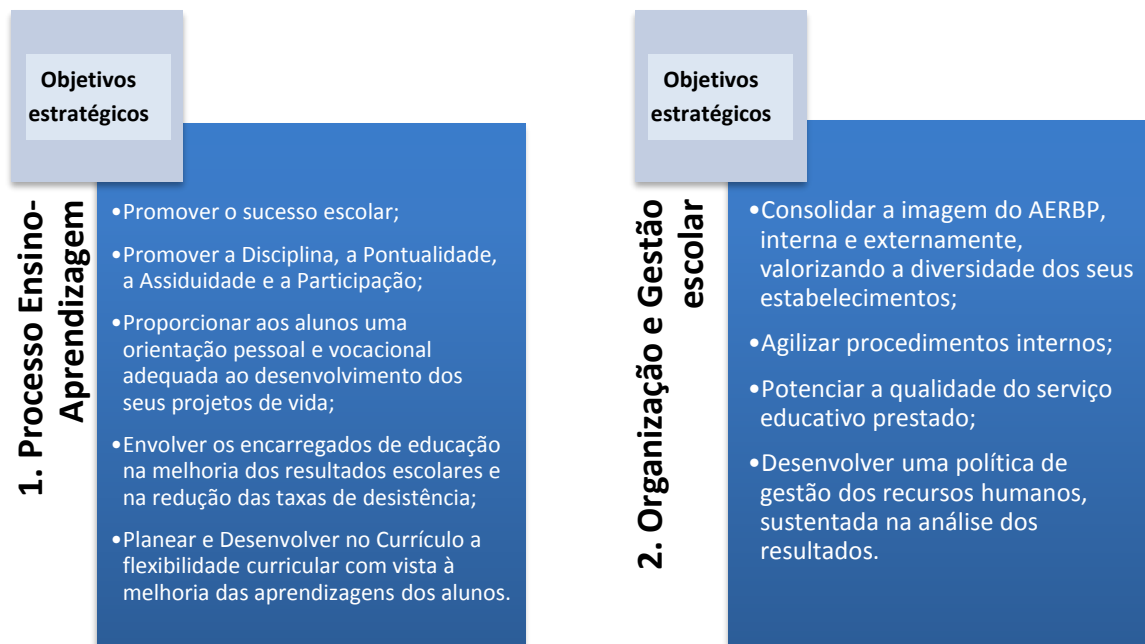 Objetivos
estratégicos
1. Processo Ensino-
Aprendizagem
•Promover o sucesso escolar;
•Promover a Disciplina, a Pontualidade,
a Assiduidade e a Participação;
•Proporcionar aos alunos uma
orientação pessoal e vocacional
adequada ao desenvolvimento dos
seus projetos de vida;
•Envolver os encarregados de educação
na melhoria dos resultados escolares e
na redução das taxas de desistência;
•Planear e Desenvolver no Currículo a
flexibilidade curricular com vista à
melhoria das aprendizagens dos alunos.
Objetivos
estratégicos
2. Organização e Gestão
escolar
•Consolidar a imagem do AERBP,
interna e externamente,
valorizando a diversidade dos seus
estabelecimentos;
•Agilizar procedimentos internos;
•Potenciar a qualidade do serviço
educativo prestado;
•Desenvolver uma política de
gestão dos recursos humanos,
sustentada na análise dos
resultados.